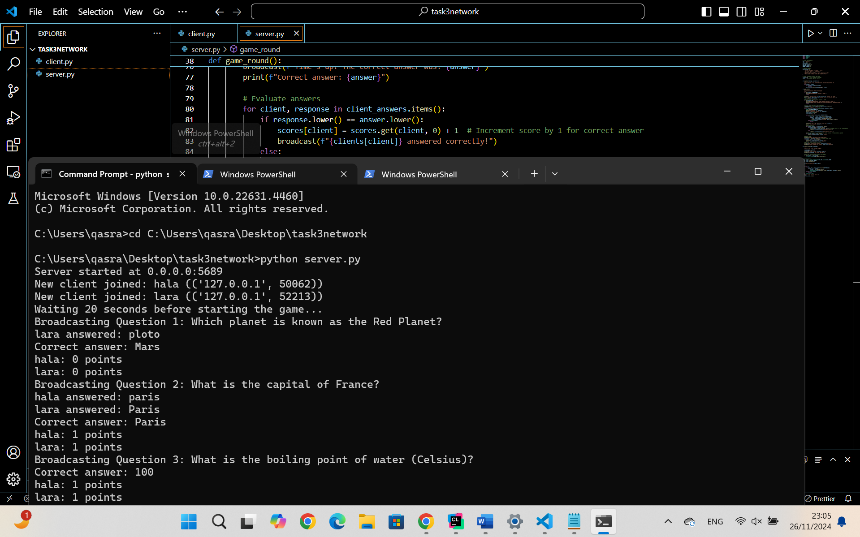 File Edit Selection View Go ··· task3network
EXPLORER ···
TASK3NETWORK
client.py
server.py
client.py server.py
server.py > game_round
38 def game_round():
77 print(f"Correct answer: {answer}")
78
79 # Evaluate answers
80 for client, response in client_answers.items():
81 if response.lower() == answer.lower():
82 scores[client] = scores.get(client, 0) + 1 # Increment score by 1 for correct answer
83 broadcast(f"{clients[client]} answered correctly!")
84 else:
Windows PowerShell
ctrl+alt+Z
Command Prompt - python s Windows PowerShell Windows PowerShell
Microsoft Windows [Version 10.0.22631.4460]
(c) Microsoft Corporation. All rights reserved.
C:\Users\qasra>cd C:\Users\qasra\Desktop\task3network
C:\Users\qasra\Desktop\task3network>python server.py
Server started at 0.0.0.0:5689
New client joined: hala (('127.0.0.1', 50062))
New client joined: lara (('127.0.0.1', 52213))
Waiting 20 seconds before starting the game...
Broadcasting Question 1: Which planet is known as the Red Planet?
lara answered: ploto
Correct answer: Mars
hala: 0 points
lara: 0 points
Broadcasting Question 2: What is the capital of France?
hala answered: paris
lara answered: Paris
Correct answer: Paris
hala: 1 points
lara: 1 points
Broadcasting Question 3: What is the boiling point of water (Celsius)?
Correct answer: 100
hala: 1 points
lara: 1 points
Prettier
1
ENG
23:05
26/11/2024